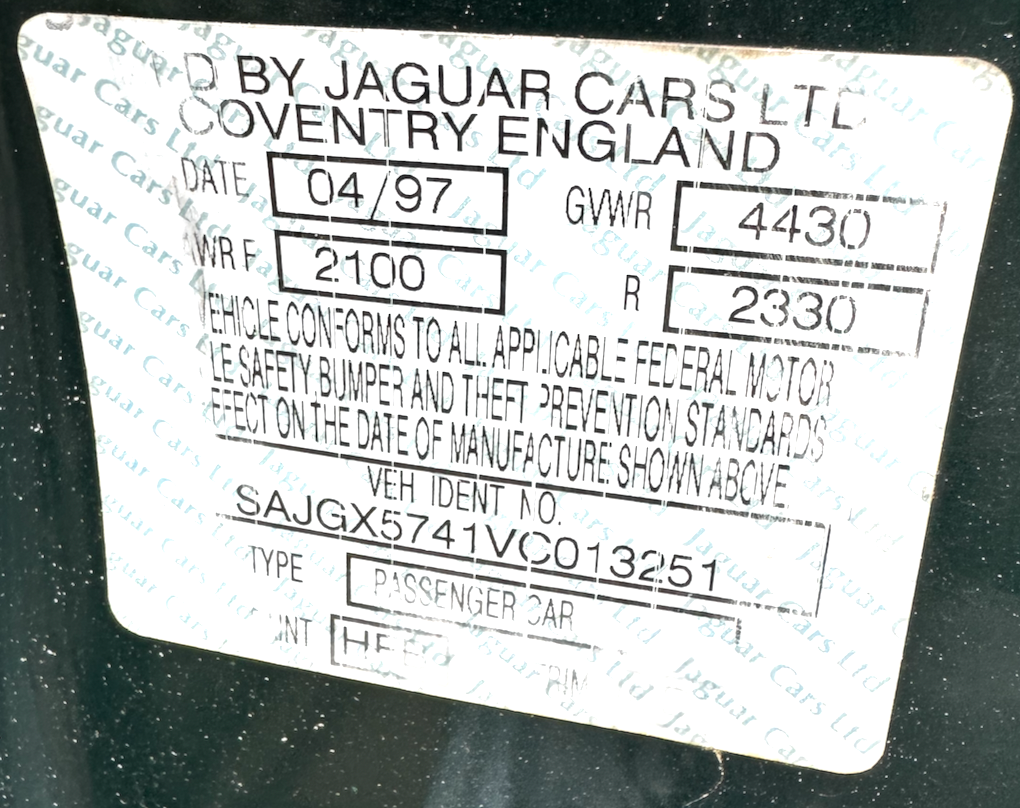 D BY JAGUAR CARS LTD
COVENTRY ENGLAND
DATE 04/97 GVWR 4430
WR F 2100 R 2330
VEHICLE CONFORMS TO ALL APPLICABLE FEDERAL MOTOR
LE SAFETY, BUMPER AND THEFT PREVENTION STANDARDS
EFFECT ON THE DATE OF MANUFACTURE SHOWN ABOVE
VEH IDENT NO.
SAJGX5741VC013251
TYPE PASSENGER CAR